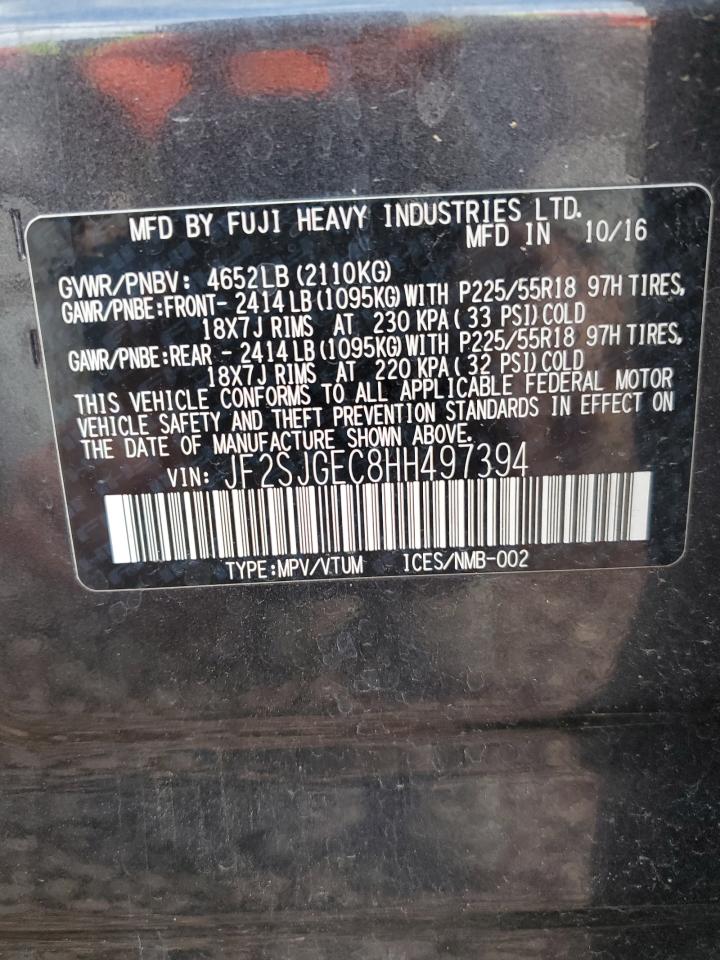 MFD BY FUJI HEAVY INDUSTRIES LTD.
MFD IN 10/16
GVWR/PNBV: 4652LB (2110KG)
GAWR/PNBE:FRONT- 2414 LB (1095KG) WITH P225/55R18 97H TIRES,
18X7J RIMS AT 230 KPA ( 33 PSI) COLD
GAWR/PNBE:REAR - 2414 LB (1095KG) WITH P225/55R18 97H TIRES,
18X7J RIMS AT 220 KPA ( 32 PSI) COLD
THIS VEHICLE CONFORMS TO ALL APPLICABLE FEDERAL MOTOR
VEHICLE SAFETY AND THEFT PREVENTION STANDARDS IN EFFECT ON
THE DATE OF MANUFACTURE SHOWN ABOVE.
VIN: JF2SJGEC8HH497394
TYPE:MPV/VTUM ICES/NMB-002